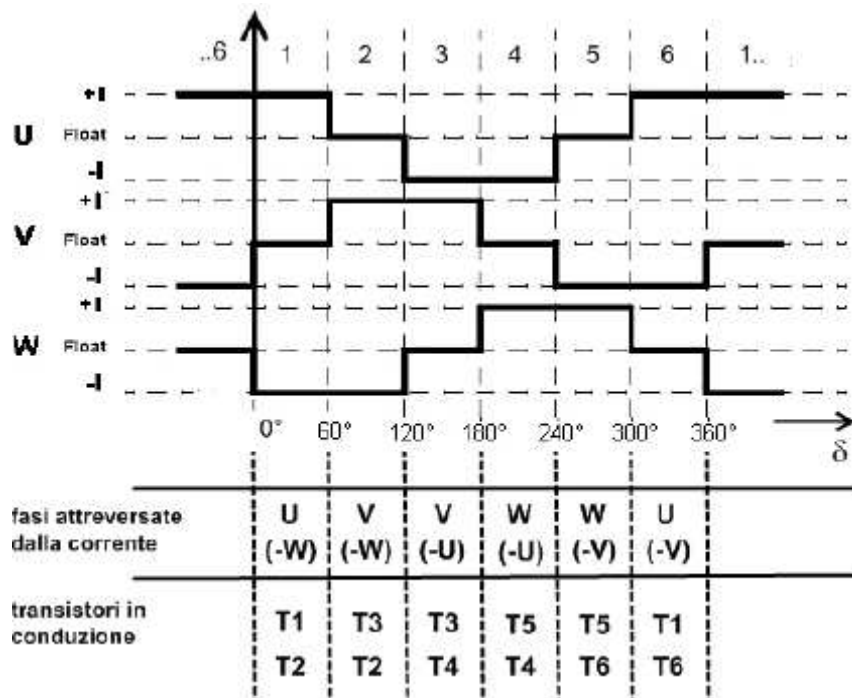 ..6 1 2 3 4 5 6 1..
+I
U Float
-I
+I
V Float
-I
+I
W Float
-I
0° 60° 120° 180° 240° 300° 360°
δ
fasi attreversate
dalla corrente
U V V W W U
(-W) (-W) (-U) (-U) (-V) (-V)
transistori in
conduzione
T1 T3 T3 T5 T5 T1
T2 T2 T4 T4 T6 T6